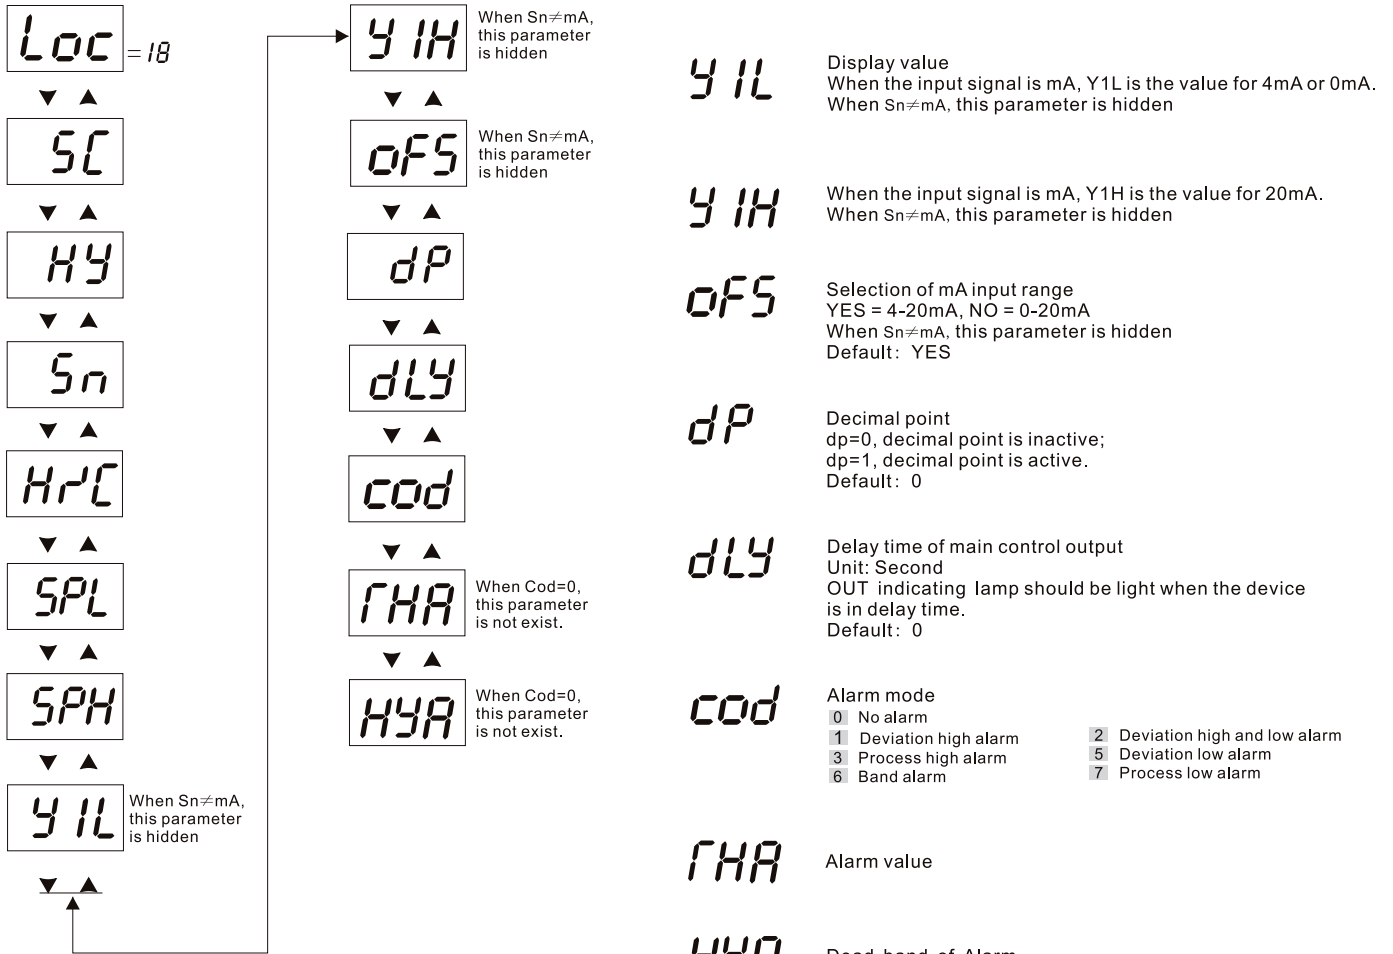 Loc =18
SC
HY
Sn
HrC
SPL
SPH
Y1L
When Sn≠mA,
this parameter
is hidden
Y1H
When Sn≠mA,
this parameter
is hidden
oFS
When Sn≠mA,
this parameter
is hidden
dP
dLY
cod
THA
When Cod=0,
this parameter
is not exist.
HYA
When Cod=0,
this parameter
is not exist.
Y1L
Display value
When the input signal is mA, Y1L is the value for 4mA or 0mA.
When Sn≠mA, this parameter is hidden
Y1H
When the input signal is mA, Y1H is the value for 20mA.
When Sn≠mA, this parameter is hidden
oFS
Selection of mA input range
YES = 4-20mA, NO = 0-20mA
When Sn≠mA, this parameter is hidden
Default: YES
dP
Decimal point
dp=0, decimal point is inactive;
dp=1, decimal point is active.
Default: 0
dLY
Delay time of main control output
Unit: Second
OUT indicating lamp should be light when the device
is in delay time.
Default: 0
cod
Alarm mode
0 No alarm
1 Deviation high alarm
2 Deviation high and low alarm
3 Process high alarm
5 Deviation low alarm
6 Band alarm
7 Process low alarm
THA
Alarm value
HYA
Dead band of Alarm